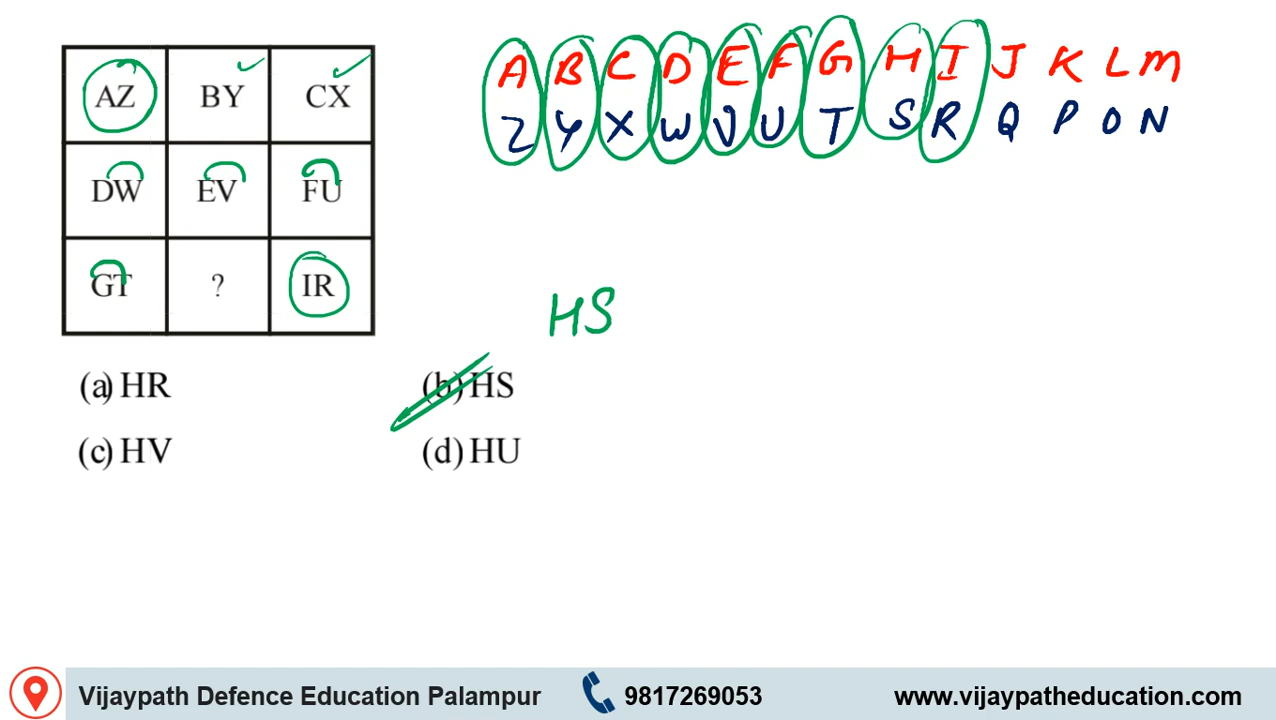 AZ BY CX
DW EV FU
GT ? IR
A B C D E F G H I J K L M
Z Y X W V U T S R Q P O N
HS
(a) HR (b) HS
(c) HV (d) HU
Vijaypath Defence Education Palampur 9817269053 www.vijaypatheducation.com